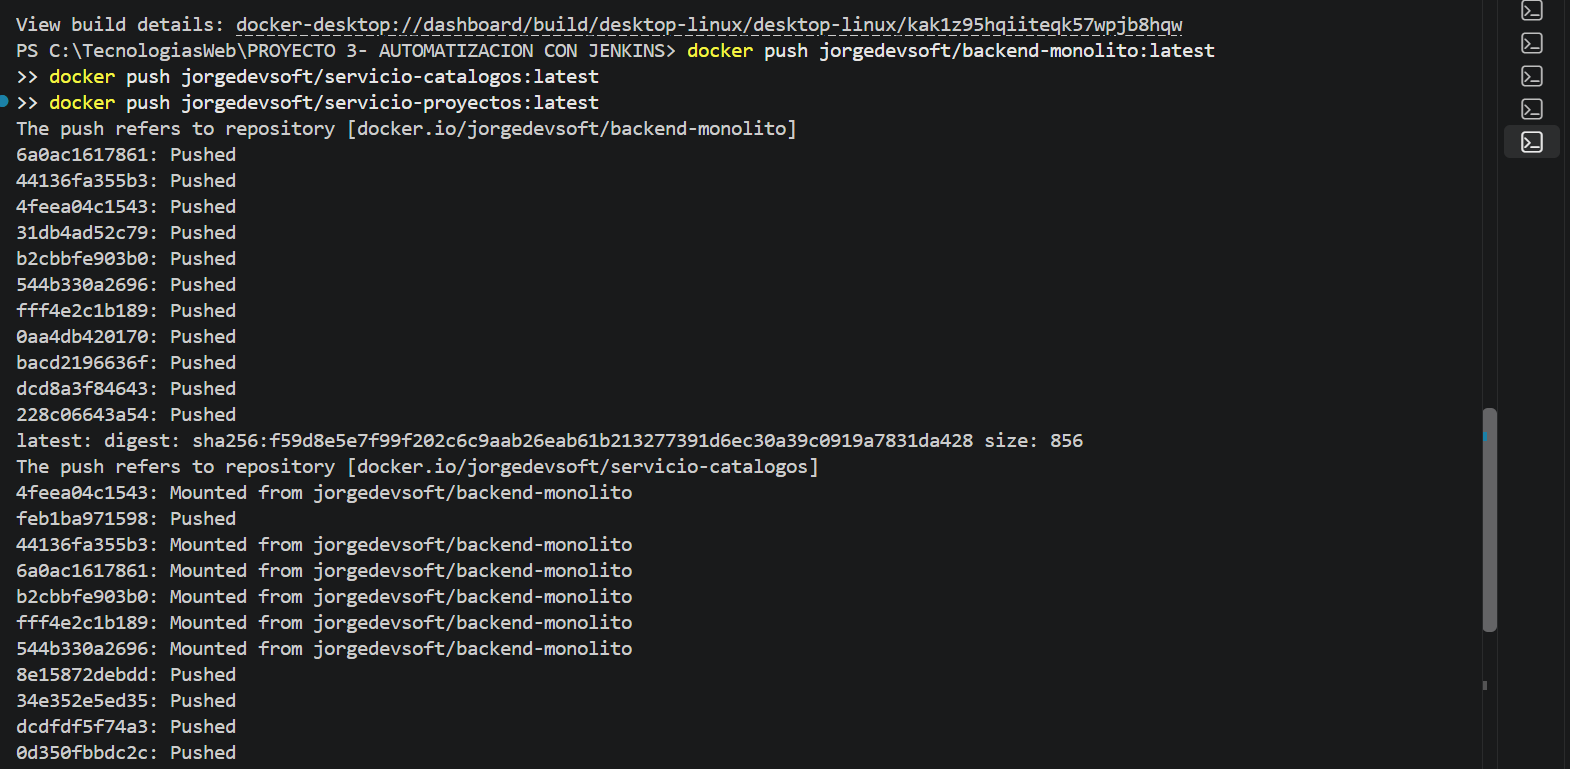 View build details: docker-desktop://dashboard/build/desktop-linux/desktop-linux/kak1z95hqiiteqk57wpjb8hqw
PS C:\TecnologiasWeb\PROYECTO 3- AUTOMATIZACION CON JENKINS> docker push jorgedevsoft/backend-monolito:latest
>> docker push jorgedevsoft/servicio-catalogos:latest
>> docker push jorgedevsoft/servicio-proyectos:latest
The push refers to repository [docker.io/jorgedevsoft/backend-monolito]
6a0ac1617861: Pushed
44136fa355b3: Pushed
4feea04c1543: Pushed
31db4ad52c79: Pushed
b2cbbfe903b0: Pushed
544b330a2696: Pushed
fff4e2c1b189: Pushed
0aa4db420170: Pushed
bacd2196636f: Pushed
dcd8a3f84643: Pushed
228c06643a54: Pushed
latest: digest: sha256:f59d8e5e7f99f202c6c9aab26eab61b213277391d6ec30a39c0919a7831da428 size: 856
The push refers to repository [docker.io/jorgedevsoft/servicio-catalogos]
4feea04c1543: Mounted from jorgedevsoft/backend-monolito
feb1ba971598: Pushed
44136fa355b3: Mounted from jorgedevsoft/backend-monolito
6a0ac1617861: Mounted from jorgedevsoft/backend-monolito
b2cbbfe903b0: Mounted from jorgedevsoft/backend-monolito
fff4e2c1b189: Mounted from jorgedevsoft/backend-monolito
544b330a2696: Mounted from jorgedevsoft/backend-monolito
8e15872debdd: Pushed
34e352e5ed35: Pushed
dcdfdf5f74a3: Pushed
0d350fbbdc2c: Pushed